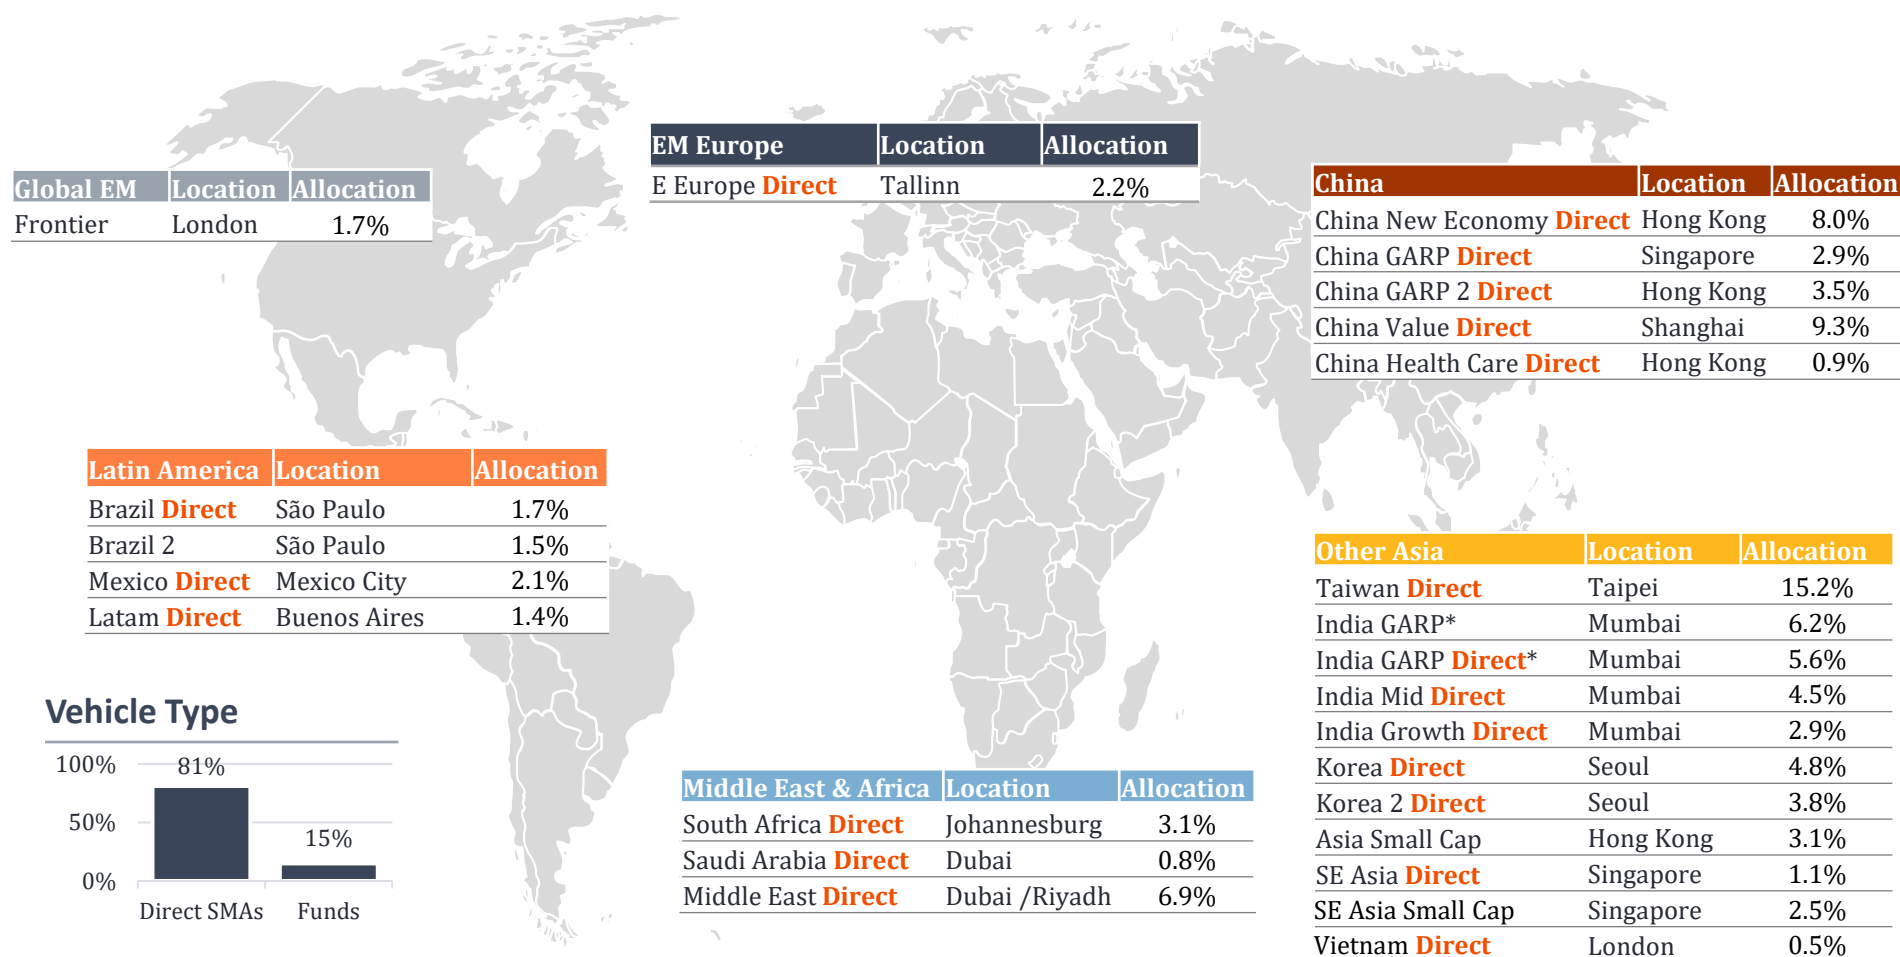 Global EM Location Allocation
Frontier London 1.7%
EM Europe Location Allocation
E Europe Direct Tallinn 2.2%
China Location Allocation
China New Economy Direct Hong Kong 8.0%
China GARP Direct Singapore 2.9%
China GARP 2 Direct Hong Kong 3.5%
China Value Direct Shanghai 9.3%
China Health Care Direct Hong Kong 0.9%
Latin America Location Allocation
Brazil Direct São Paulo 1.7%
Brazil 2 São Paulo 1.5%
Mexico Direct Mexico City 2.1%
Latam Direct Buenos Aires 1.4%
Other Asia Location Allocation
Taiwan Direct Taipei 15.2%
India GARP* Mumbai 6.2%
India GARP Direct* Mumbai 5.6%
India Mid Direct Mumbai 4.5%
India Growth Direct Mumbai 2.9%
Korea Direct Seoul 4.8%
Korea 2 Direct Seoul 3.8%
Asia Small Cap Hong Kong 3.1%
SE Asia Direct Singapore 1.1%
SE Asia Small Cap Singapore 2.5%
Vietnam Direct London 0.5%
Vehicle Type
100%
81%
50%
15%
0%
Direct SMAs Funds
Middle East & Africa Location Allocation
South Africa Direct Johannesburg 3.1%
Saudi Arabia Direct Dubai 0.8%
Middle East Direct Dubai /Riyadh 6.9%